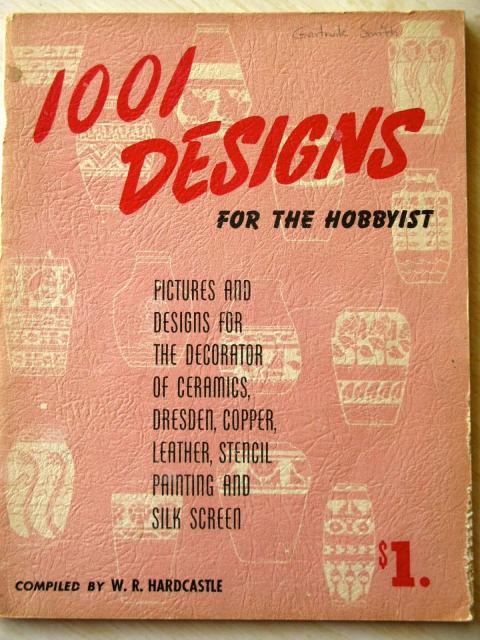 Gertrude Smith
1001
DESIGNS
FOR THE HOBBYIST
PICTURES AND
DESIGNS FOR
THE DECORATOR
OF CERAMICS,
DRESDEN, COPPER,
LEATHER, STENCIL
PAINTING AND
SILK SCREEN
COMPILED BY W. R. HARDCASTLE
$1.